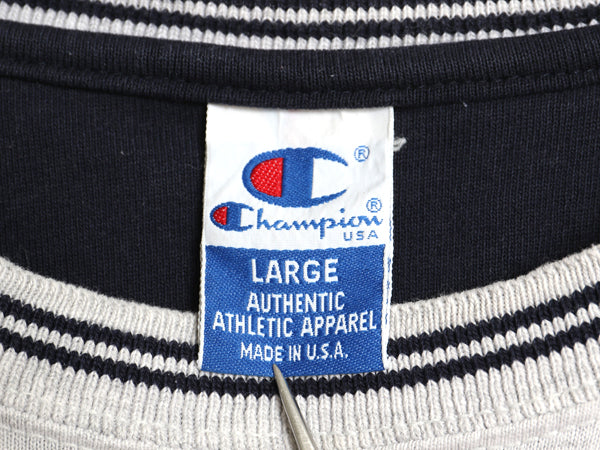 ®
Champion®
USA
LARGE
AUTHENTIC
ATHLETIC APPAREL
MADE IN U.S.A.